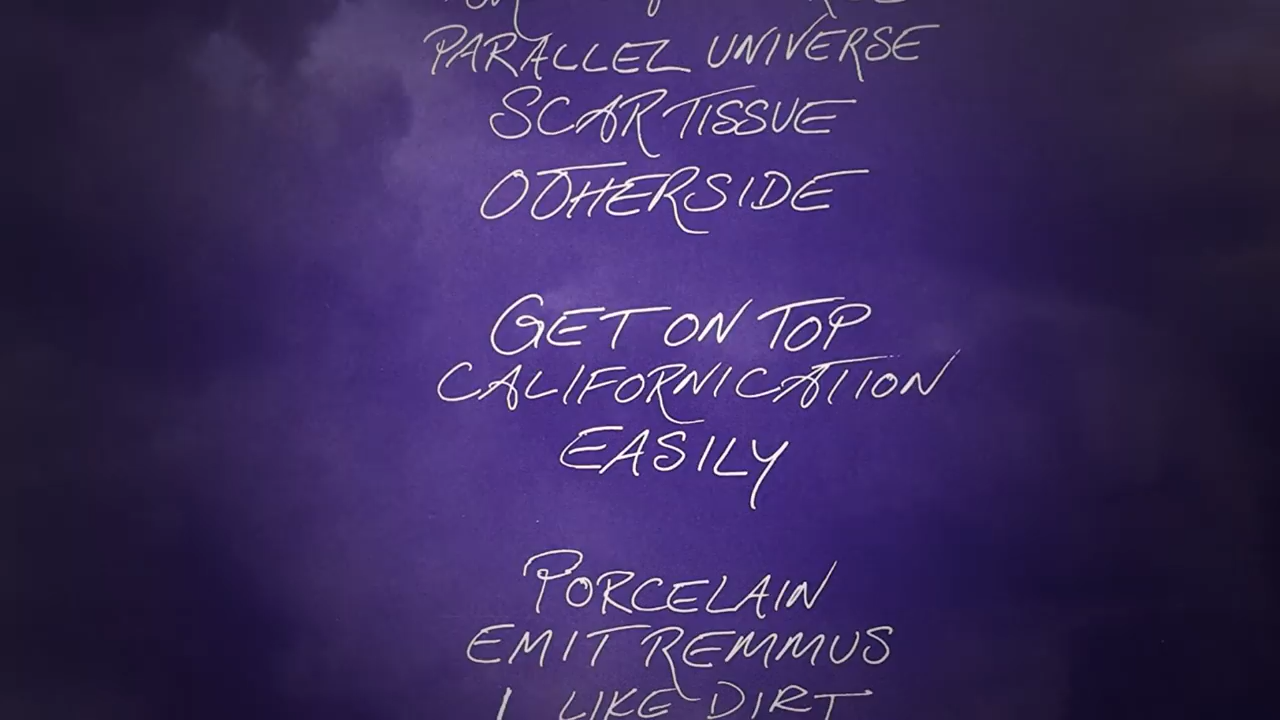 PARALLEL UNIVERSE
SCAR TISSUE
OTHERSIDE
GET ON TOP
CALIFORNICATION
EASILY
PORCELAIN
EMIT REMMUS
I LIKE DIRT